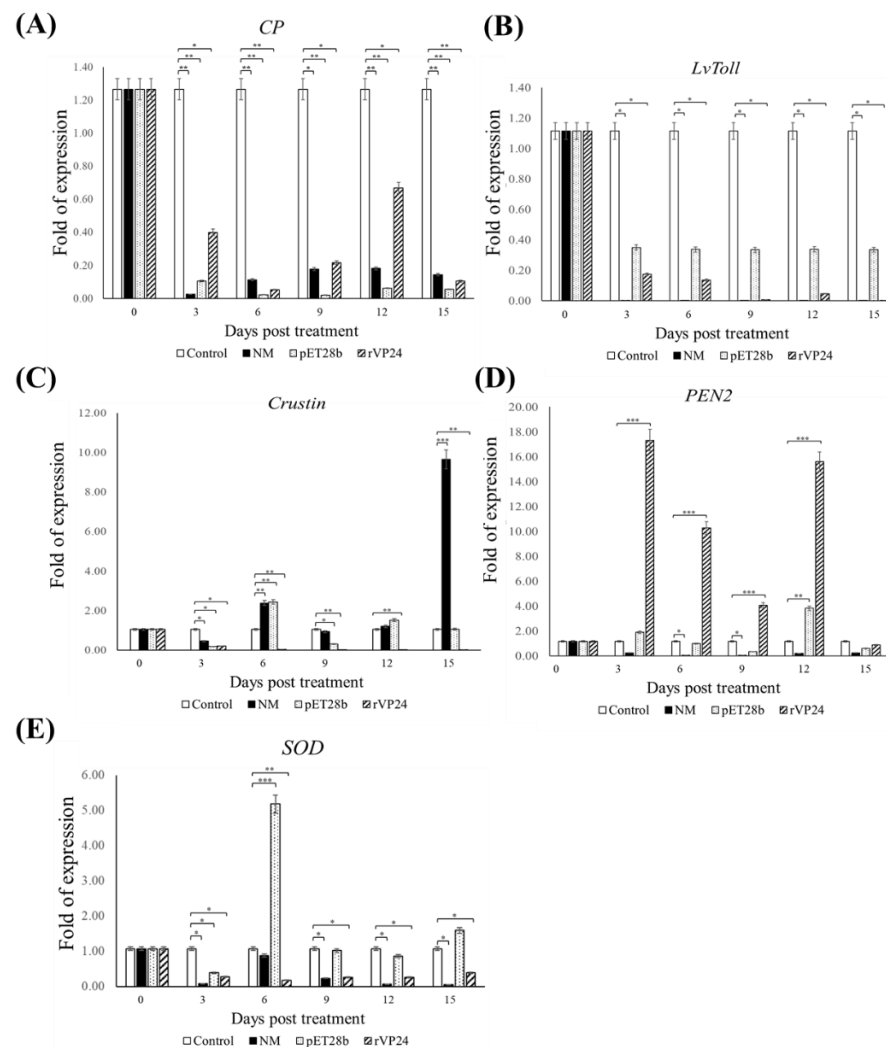 (A)
CP
1.40
1.20
1.00
0.80
0.60
0.40
0.20
0.00
Fold of expression
* ** ** * *
** ** ** ** **
** ** * ** **
0 3 6 9 12 15
Days post treatment
Control NM pET28b rVP24
(B)
LvToll
1.40
1.20
1.00
0.80
0.60
0.40
0.20
0.00
Fold of expression
* * * * *
* * * * *
0 3 6 9 12 15
Days post treatment
Control NM pET28b rVP24
(C)
Crustin
12.00
10.00
8.00
6.00
4.00
2.00
0.00
Fold of expression
**
***
* ** ** **
* ** *
* **
0 3 6 9 12 15
Days post treatment
Control NM pET28b rVP24
(D)
PEN2
20.00
18.00
16.00
14.00
12.00
10.00
8.00
6.00
4.00
2.00
0.00
Fold of expression
*** ***
***
***
* * **
0 3 6 9 12 15
Days post treatment
Control NM pET28b rVP24
(E)
SOD
6.00
5.00
4.00
3.00
2.00
1.00
0.00
Fold of expression
**
***
* * * *
*
* * * *
0 3 6 9 12 15
Days post treatment
Control NM pET28b rVP24